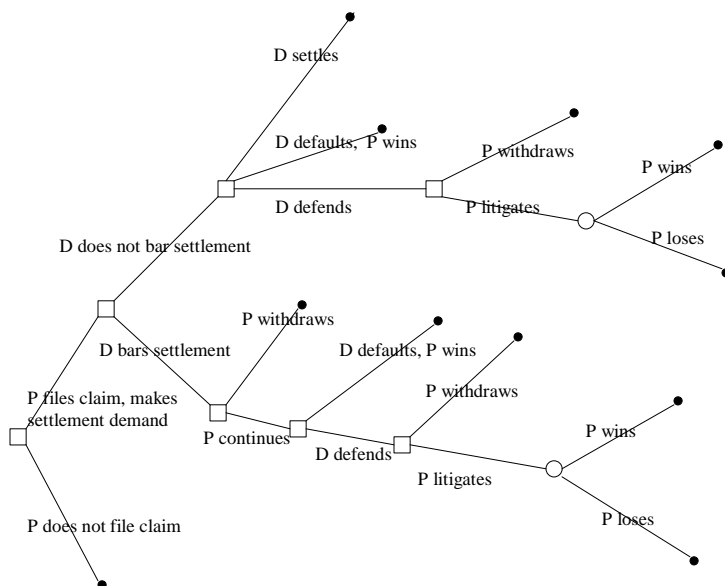 D settles
D defaults, P wins
P withdraws
P wins
D defends
P litigates
P loses
D does not bar settlement
P withdraws
D bars settlement
D defaults, P wins
P withdraws
P files claim, makes
settlement demand
P continues
D defends
P litigates
P wins
P loses
P does not file claim